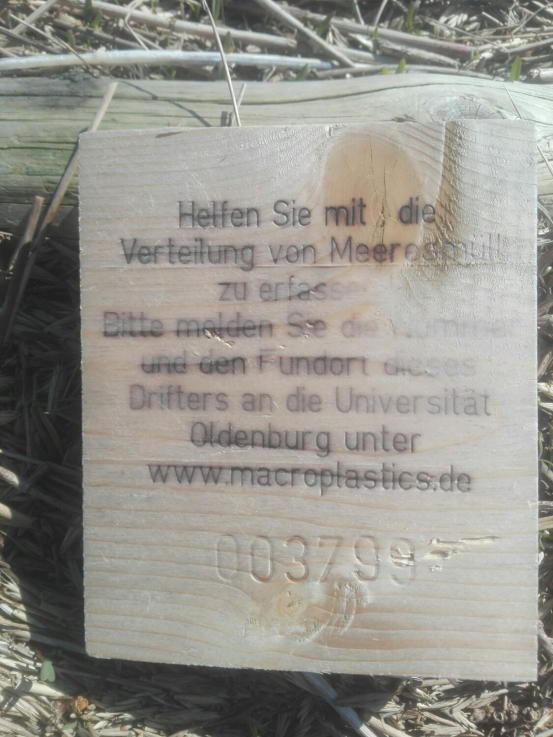 Helfen Sie mit die
Verteilung von Meeresmüll
zu erfassen
Bitte melden Sie die Nummer
und den Fundort dieses
Drifters an die Universität
Oldenburg unter
www.macroplastics.de
003799